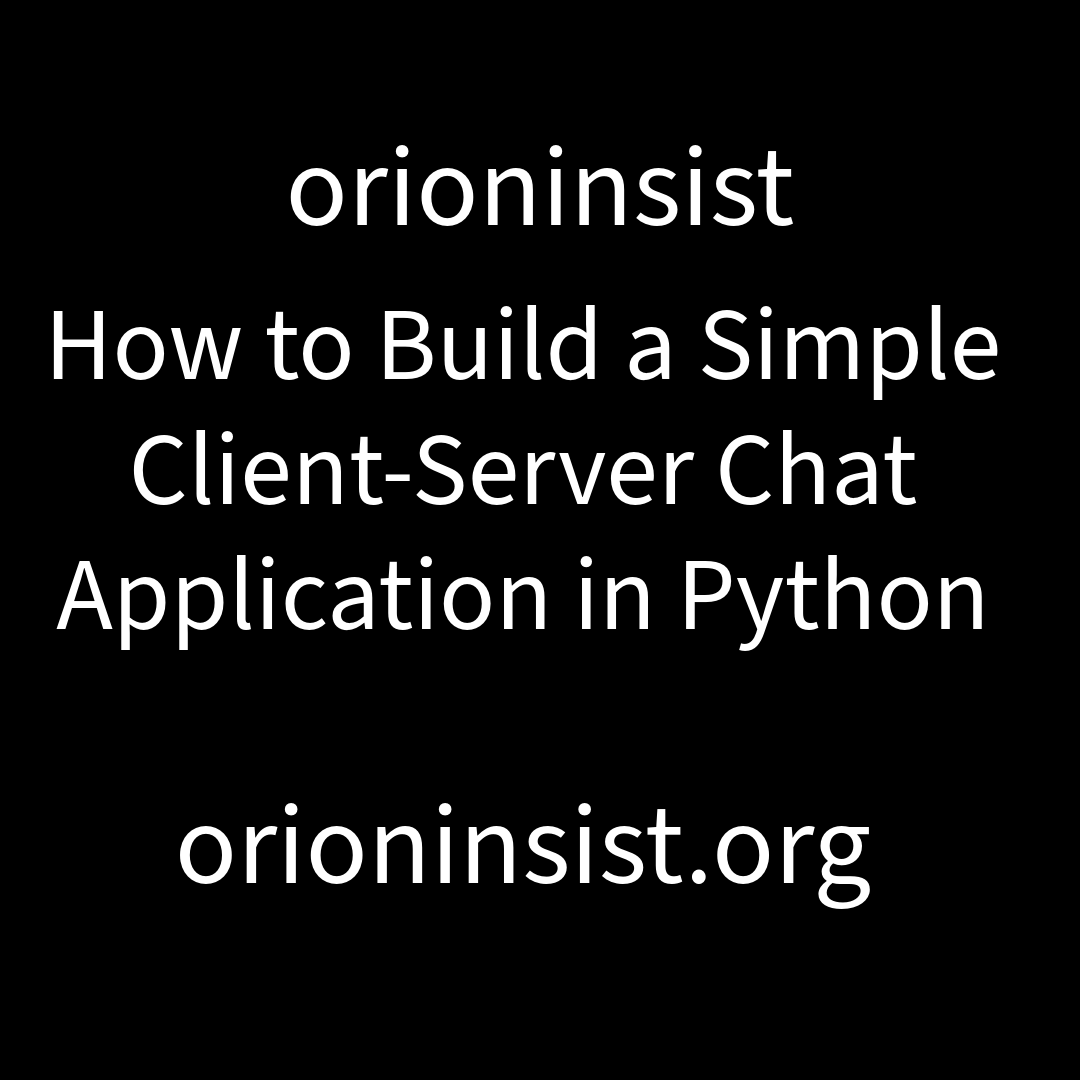 orioninsist
How to Build a Simple
Client-Server Chat
Application in Python
orioninsist.org